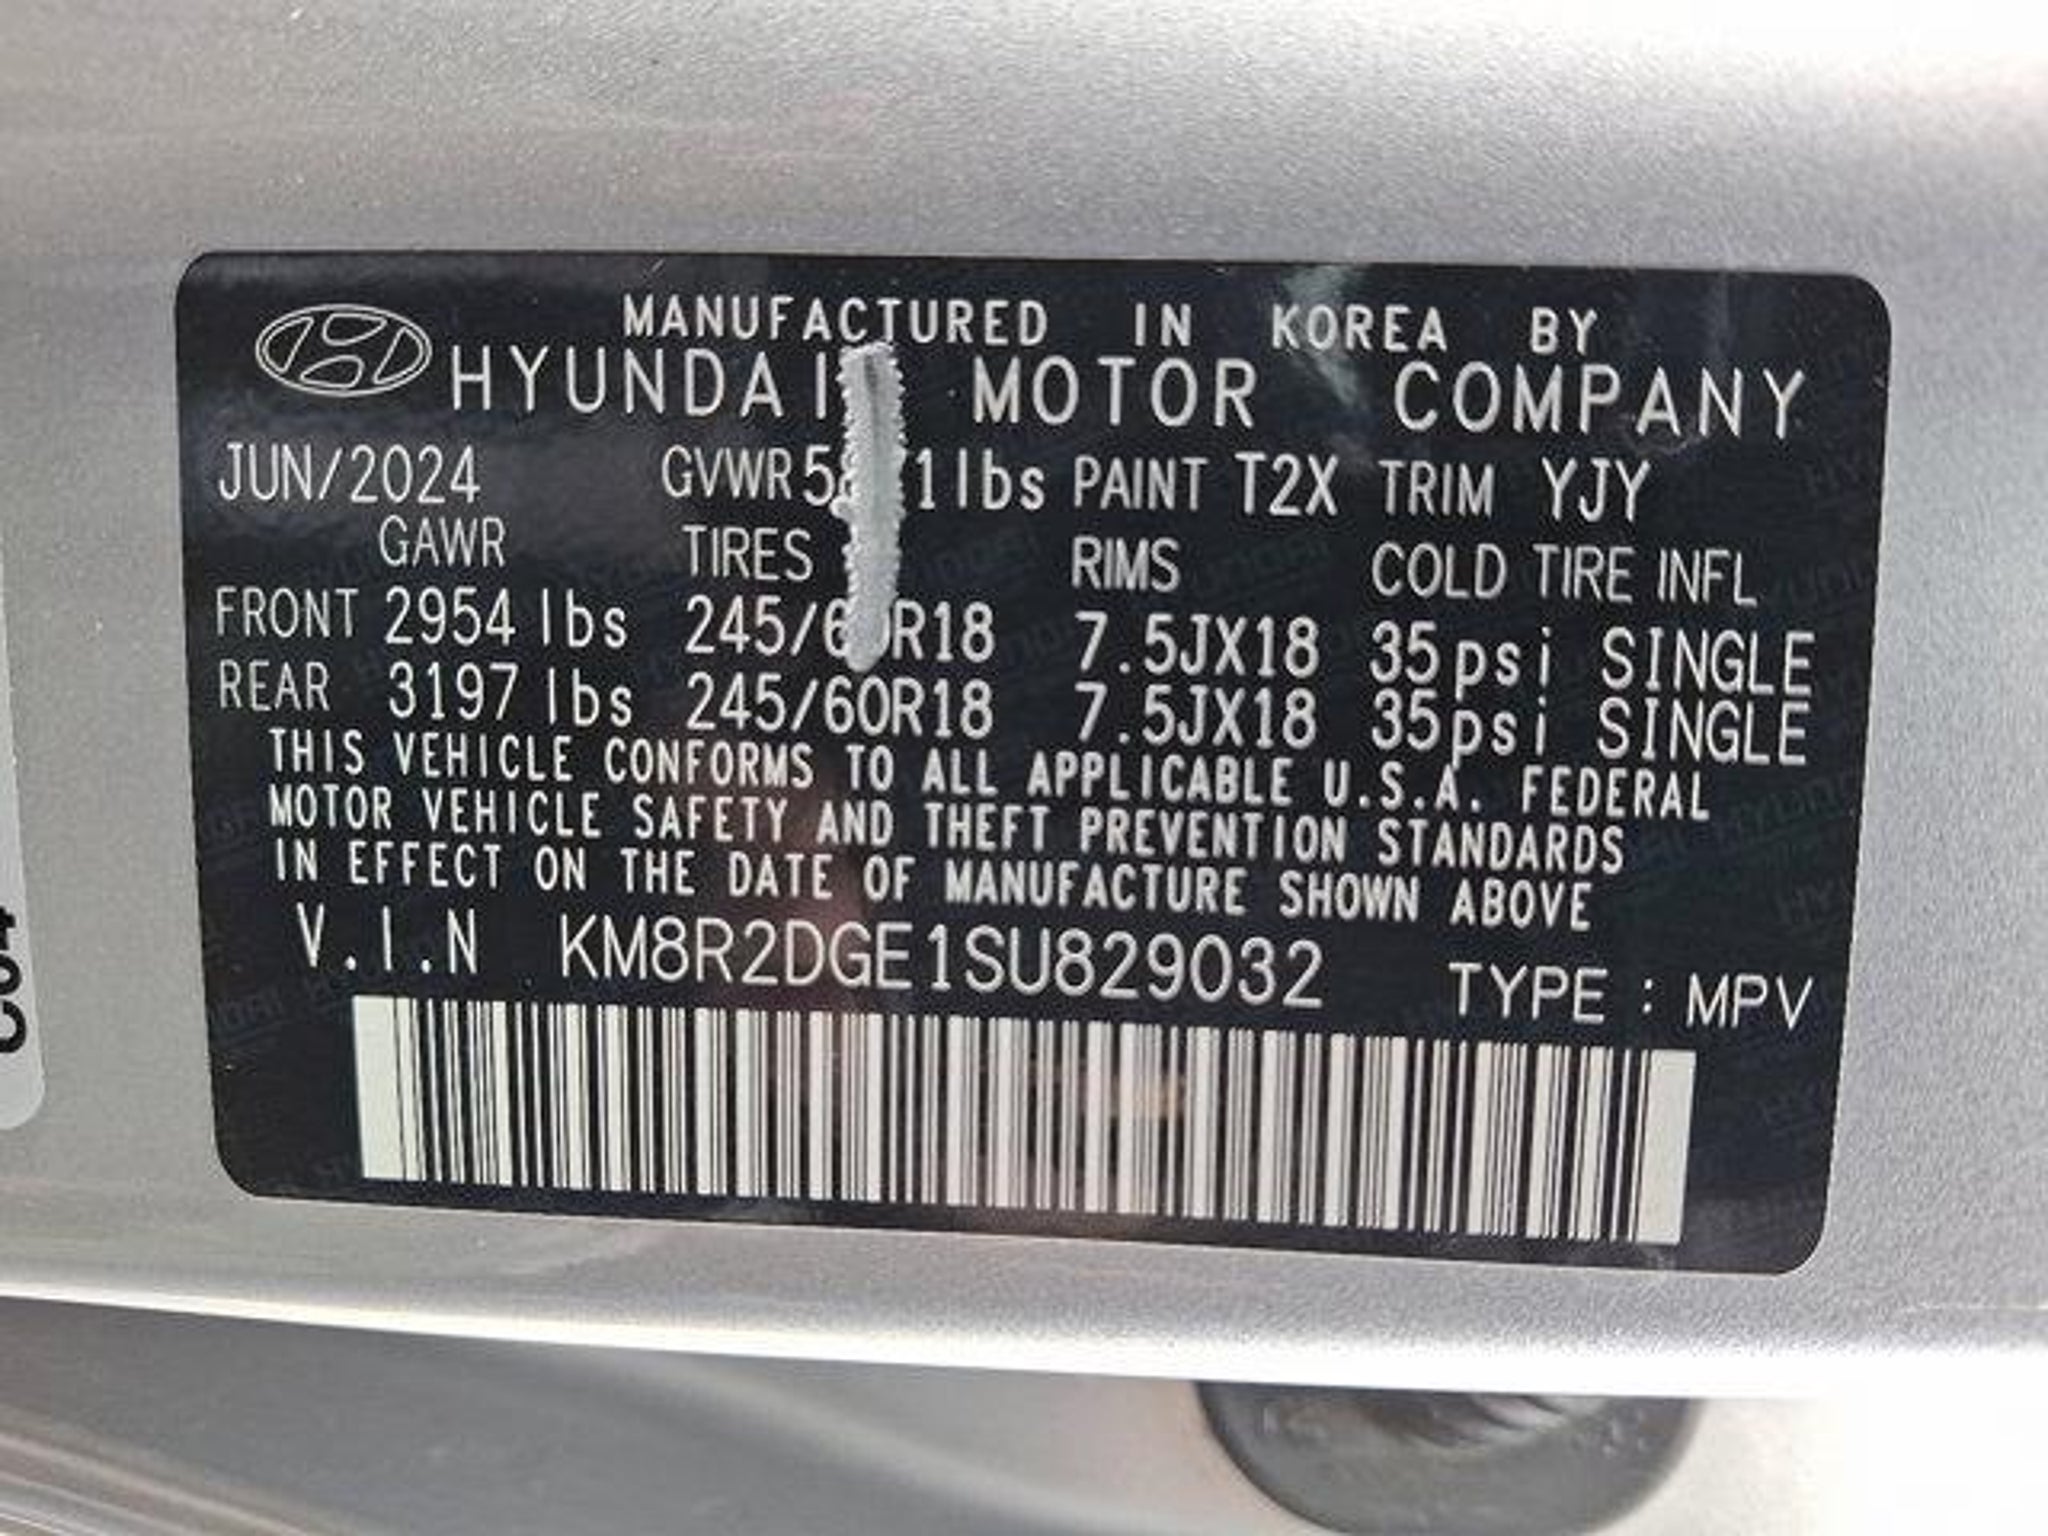 MANUFACTURED IN KOREA BY
HYUNDAI MOTOR COMPANY
JUN/2024 GVWR lbs PAINT T2X TRIM YJY
GAWR TIRES RIMS COLD TIRE INFL
FRONT 2954 lbs 245/60R18 7.5JX18 35psi SINGLE
REAR 3197 lbs 245/60R18 7.5JX18 35psi SINGLE
THIS VEHICLE CONFORMS TO ALL APPLICABLE U.S.A. FEDERAL
MOTOR VEHICLE SAFETY AND THEFT PREVENTION STANDARDS
IN EFFECT ON THE DATE OF MANUFACTURE SHOWN ABOVE
V.I.N KM8R2DGE1SU829032 TYPE : MPV